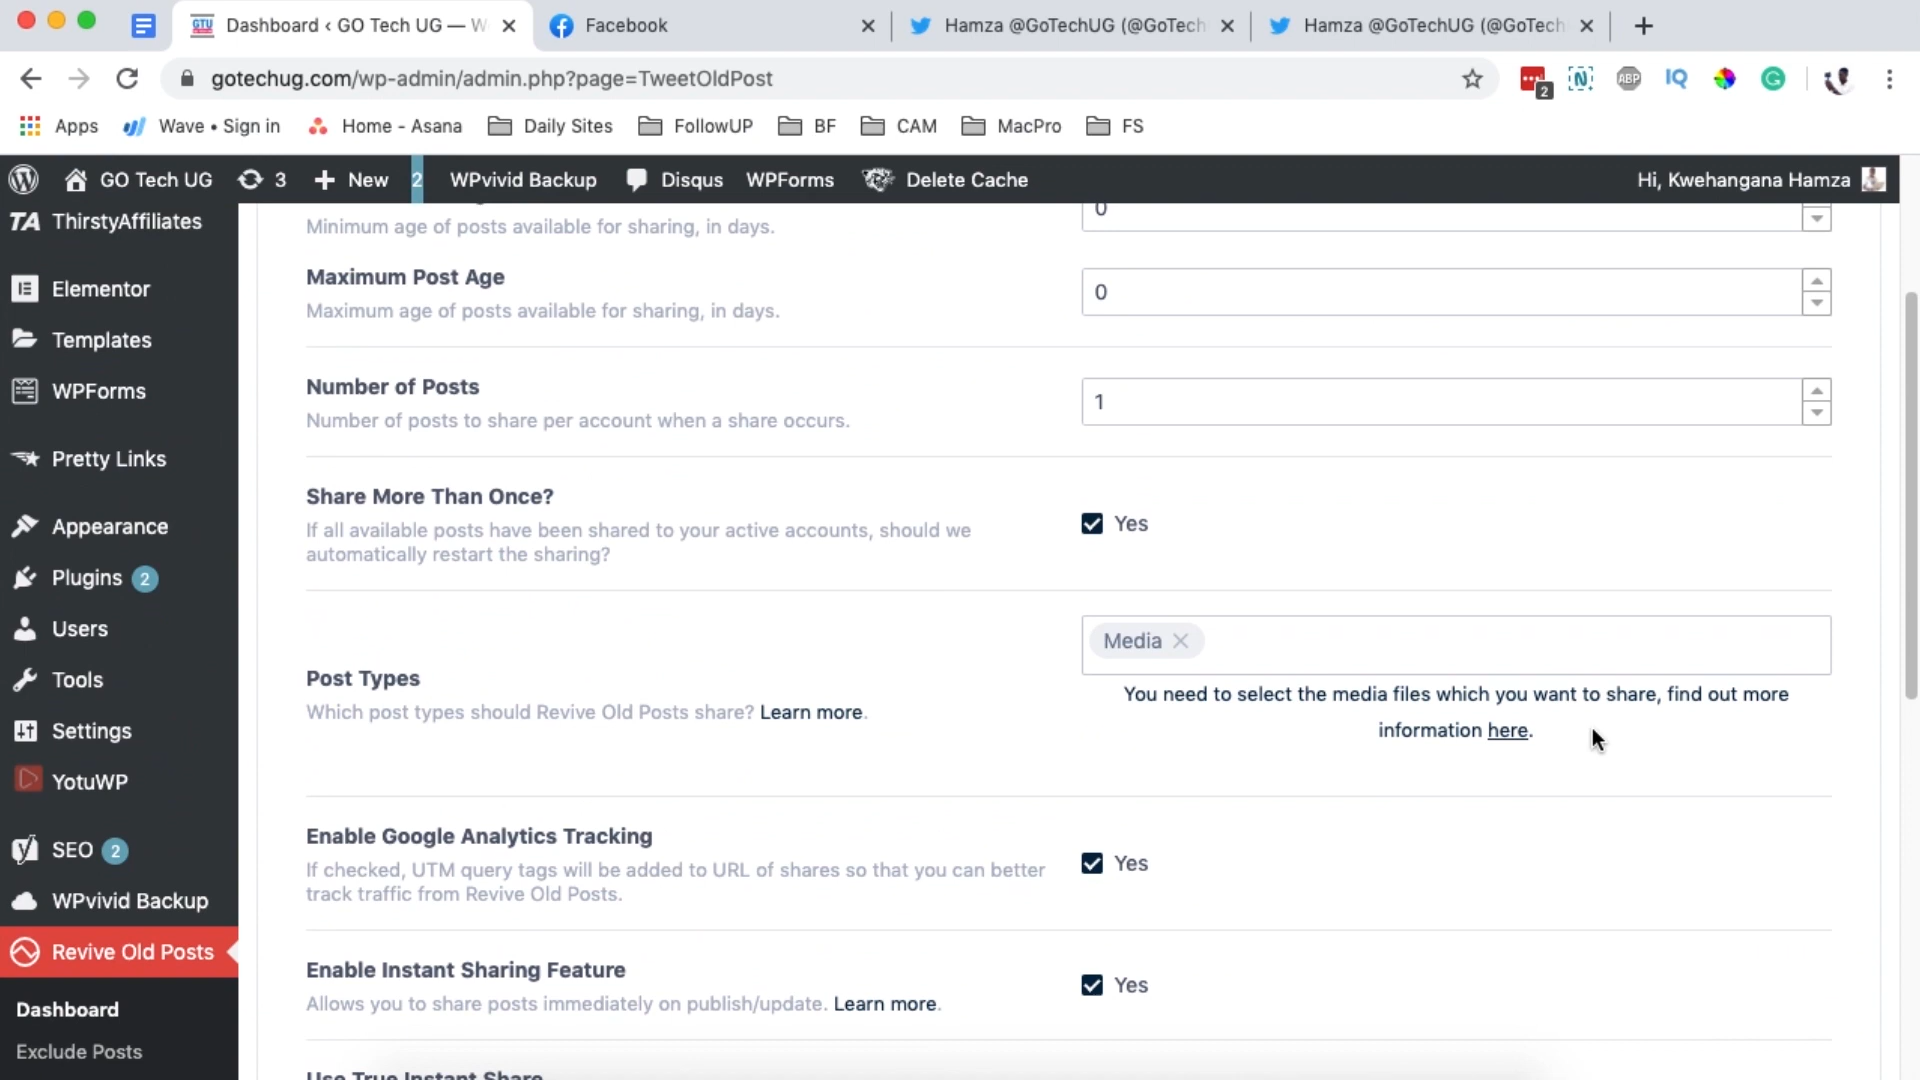 Dashboard ‹ GO Tech UG — W
Facebook
Hamza @GoTechUG (@GoTech
Hamza @GoTechUG (@GoTech
gotechug.com/wp-admin/admin.php?page=TweetOldPost
2
ABP
IQ
Apps
Wave • Sign in
Home - Asana
Daily Sites
FollowUP
BF
CAM
MacPro
FS
GO Tech UG
3
New
2
WPvivid Backup
Disqus
WPForms
Delete Cache
Hi, Kwehangana Hamza
TA ThirstyAffiliates
Elementor
Templates
WPForms
Pretty Links
Appearance
Plugins 2
Users
Tools
Settings
YotuWP
SEO 2
WPvivid Backup
Revive Old Posts
Dashboard
Exclude Posts
Minimum age of posts available for sharing, in days.
0
Maximum Post Age
Maximum age of posts available for sharing, in days.
0
Number of Posts
Number of posts to share per account when a share occurs.
1
Share More Than Once?
If all available posts have been shared to your active accounts, should we
automatically restart the sharing?
Yes
Post Types
Which post types should Revive Old Posts share? Learn more.
Media
You need to select the media files which you want to share, find out more
information here.
Enable Google Analytics Tracking
If checked, UTM query tags will be added to URL of shares so that you can better
track traffic from Revive Old Posts.
Yes
Enable Instant Sharing Feature
Allows you to share posts immediately on publish/update. Learn more.
Yes
Use True Instant Share